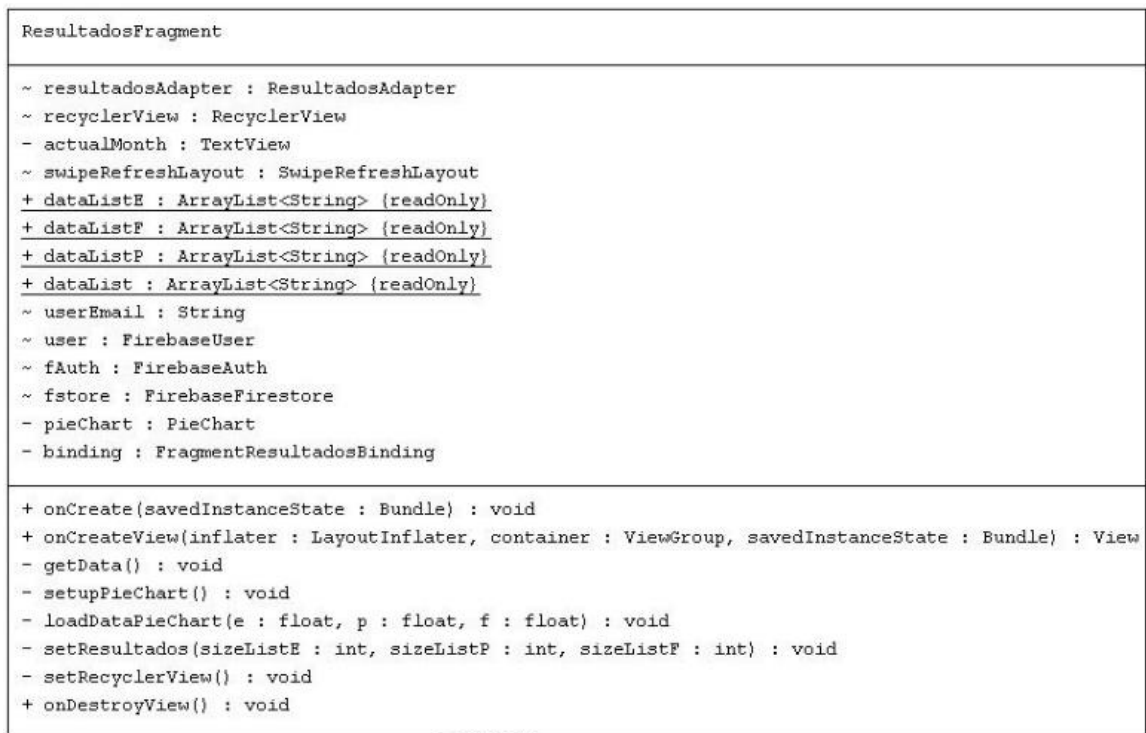 ResultadosFragment
~ resultadosAdapter : ResultadosAdapter
~ recyclerView : RecyclerView
- actualMonth : TextView
~ swipeRefreshLayout : SwipeRefreshLayout
+ dataListE : ArrayList<String> {readOnly}
+ dataListF : ArrayList<String> {readOnly}
+ dataListP : ArrayList<String> {readOnly}
+ dataList : ArrayList<String> {readOnly}
~ userEmail : String
~ user : FirebaseUser
~ fAuth : FirebaseAuth
~ fstore : FirebaseFirestore
- pieChart : PieChart
- binding : FragmentResultadosBinding
+ onCreate(savedInstanceState : Bundle) : void
+ onCreateView(inflater : LayoutInflater, container : ViewGroup, savedInstanceState : Bundle) : View
- getData() : void
- setupPieChart() : void
- loadDataPieChart(e : float, p : float, f : float) : void
- setResultados(sizeListE : int, sizeListP : int, sizeListF : int) : void
- setRecyclerView() : void
+ onDestroyView() : void